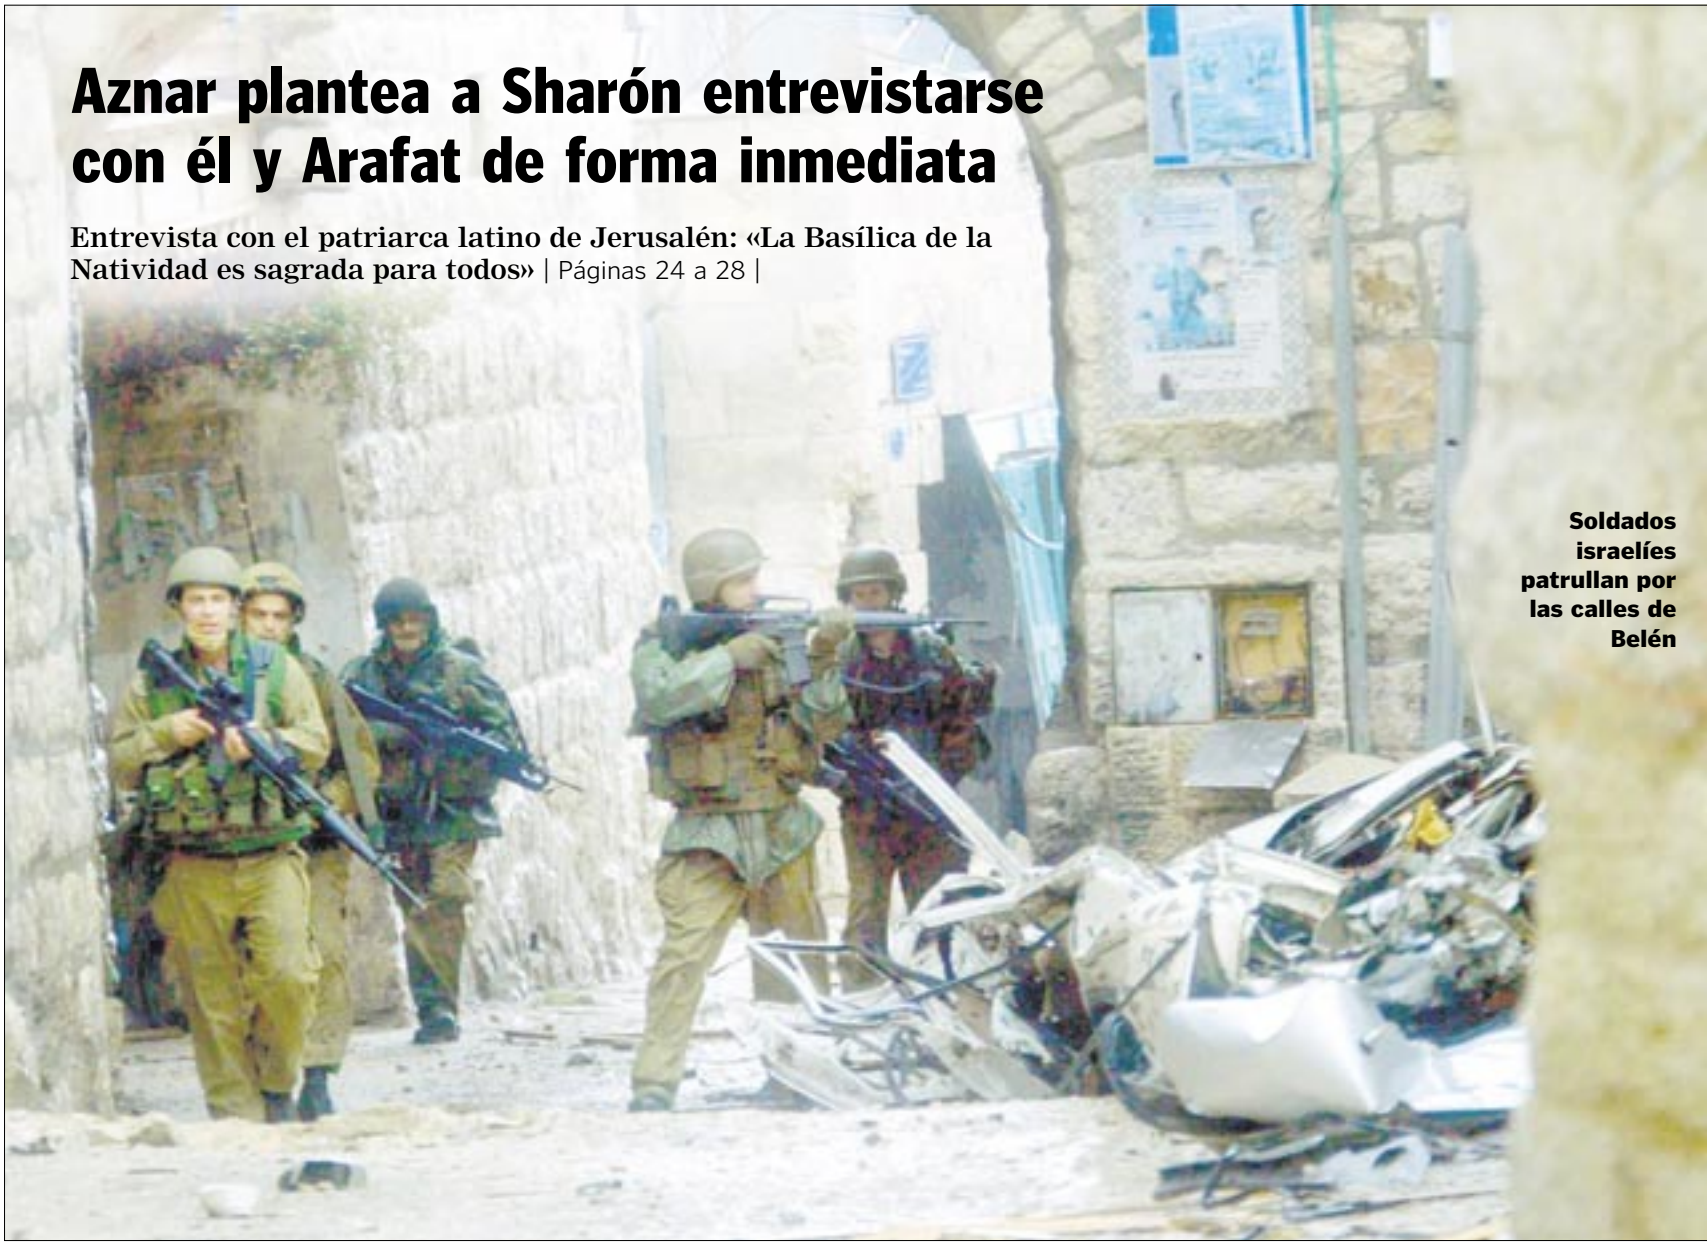 Aznar plantea a Sharón entrevistarse
con él y Arafat de forma inmediata
Entrevista con el patriarca latino de Jerusalén: «La Basílica de la
Natividad es sagrada para todos» | Páginas 24 a 28 |
Soldados
israelíes
patrullan por
las calles de
Belén